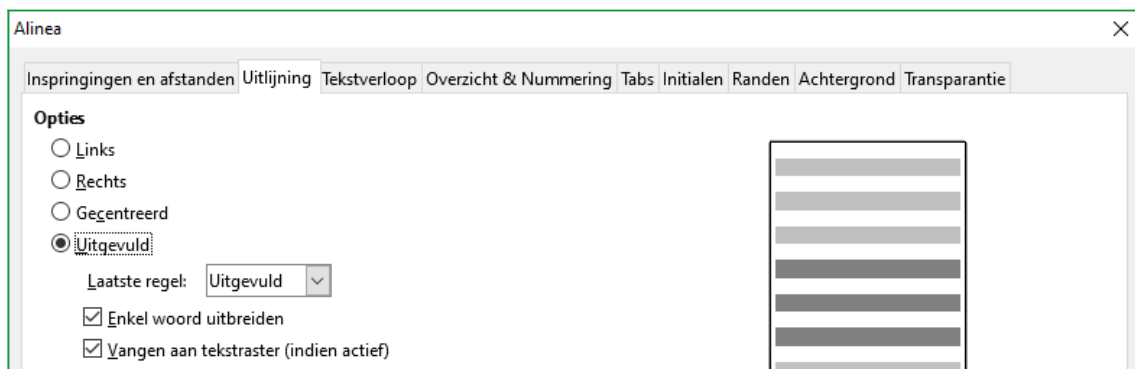 Alinea
Inspringingen en afstanden Uitlijning Tekstverloop Overzicht & Nummering Tabs Initialen Randen Achtergrond Transparantie
Opties
Links
Rechts
Gecentreerd
Uitgevuld
Laatste regel: Uitgevuld
Enkel woord uitbreiden
Vangen aan tekstraster (indien actief)